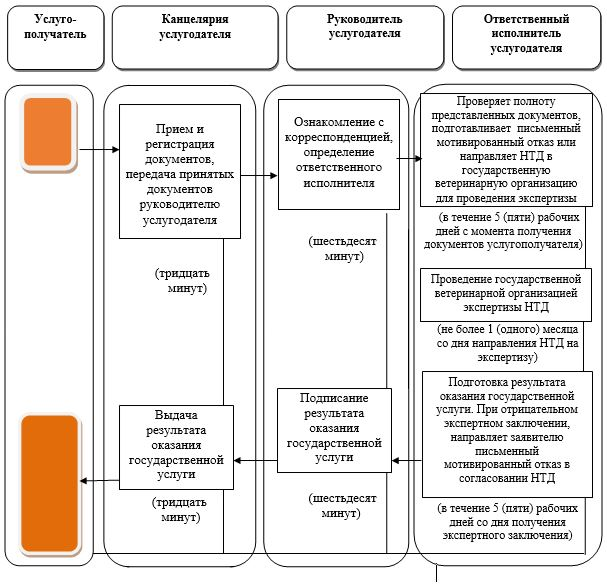 Услуго-
получатель
Канцелярия
услугодателя
Руководитель
услугодателя
Ответственный
исполнитель
услугодателя
Прием и
регистрация
документов,
передача принятых
документов
руководителю
услугодателя
(тридцать
минут)
Ознакомление с
корреспонденцией,
определение
ответственного
исполнителя
(шестьдесят
минут)
Проверяет полноту
представленных документов,
подготавливает письменный
мотивированный отказ или
направляет НТД в
государственную
ветеринарную организацию
для проведения экспертизы
(в течение 5 (пяти) рабочих
дней с момента получения
документов услугополучателя)
Проведение государственной
ветеринарной организацией
экспертизы НТД
(не более 1 (одного) месяца
со дня направления НТД на
экспертизу)
Подготовка результата
оказания государственной
услуги. При отрицательном
экспертном заключении,
направляет заявителю
письменный
мотивированный отказ в
согласовании НТД
(в течение 5 (пяти) рабочих
дней со дня получения
экспертного заключения)
Подписание
результата
оказания
государственной
услуги
(шестьдесят
минут)
Выдача
результата
оказания
государственной
услуги
(тридцать
минут)